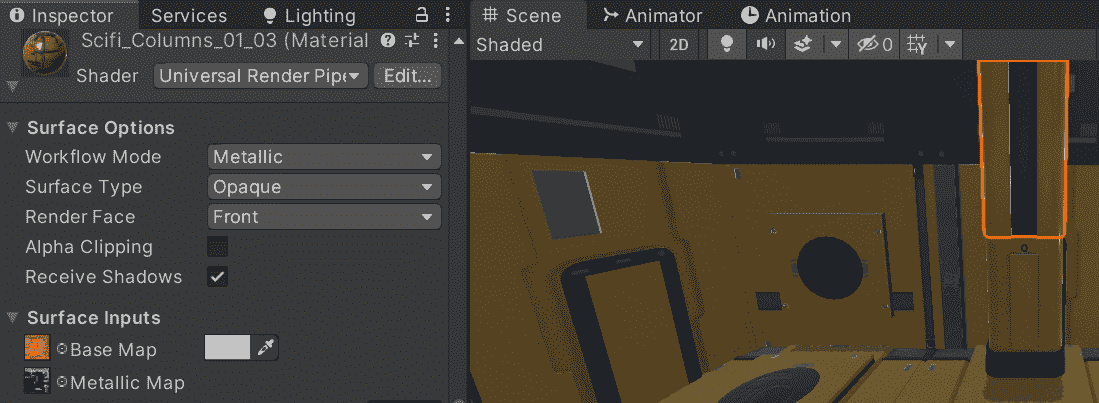 Inspector Services Lighting
Scifi_Columns_01_03 (Material
Shader Universal Render Pipe Edit...
Surface Options
Workflow Mode Metallic
Surface Type Opaque
Render Face Front
Alpha Clipping
Receive Shadows
Surface Inputs
Base Map
Metallic Map
Scene Animator Animation
Shaded 2D 0